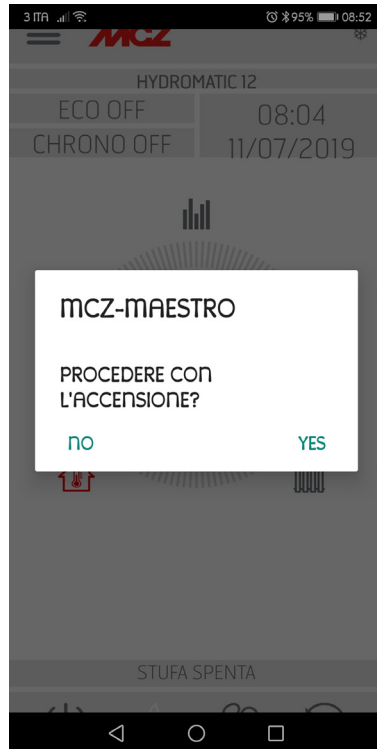 3 ITA 95% 08:52
MCZ
HYDROMATIC 12
ECO OFF
CHRONO OFF
08:04
11/07/2019
MCZ-MAESTRO
PROCEDERE CON
L'ACCENSIONE?
NO YES
STUFA SPENTA